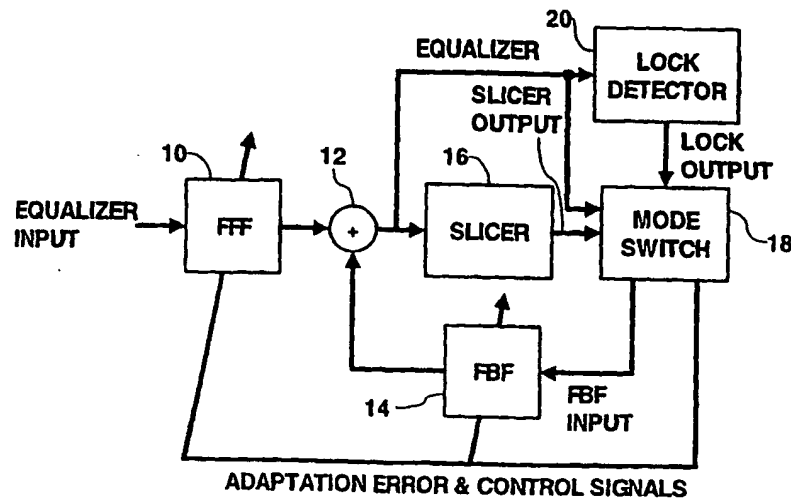 20
EQUALIZER
LOCK
DETECTOR
SLICER
OUTPUT
10
12
16
LOCK
OUTPUT
EQUALIZER
INPUT
FFF
+
SLICER
MODE
SWITCH
18
FBF
14
FBF
INPUT
ADAPTATION ERROR & CONTROL SIGNALS